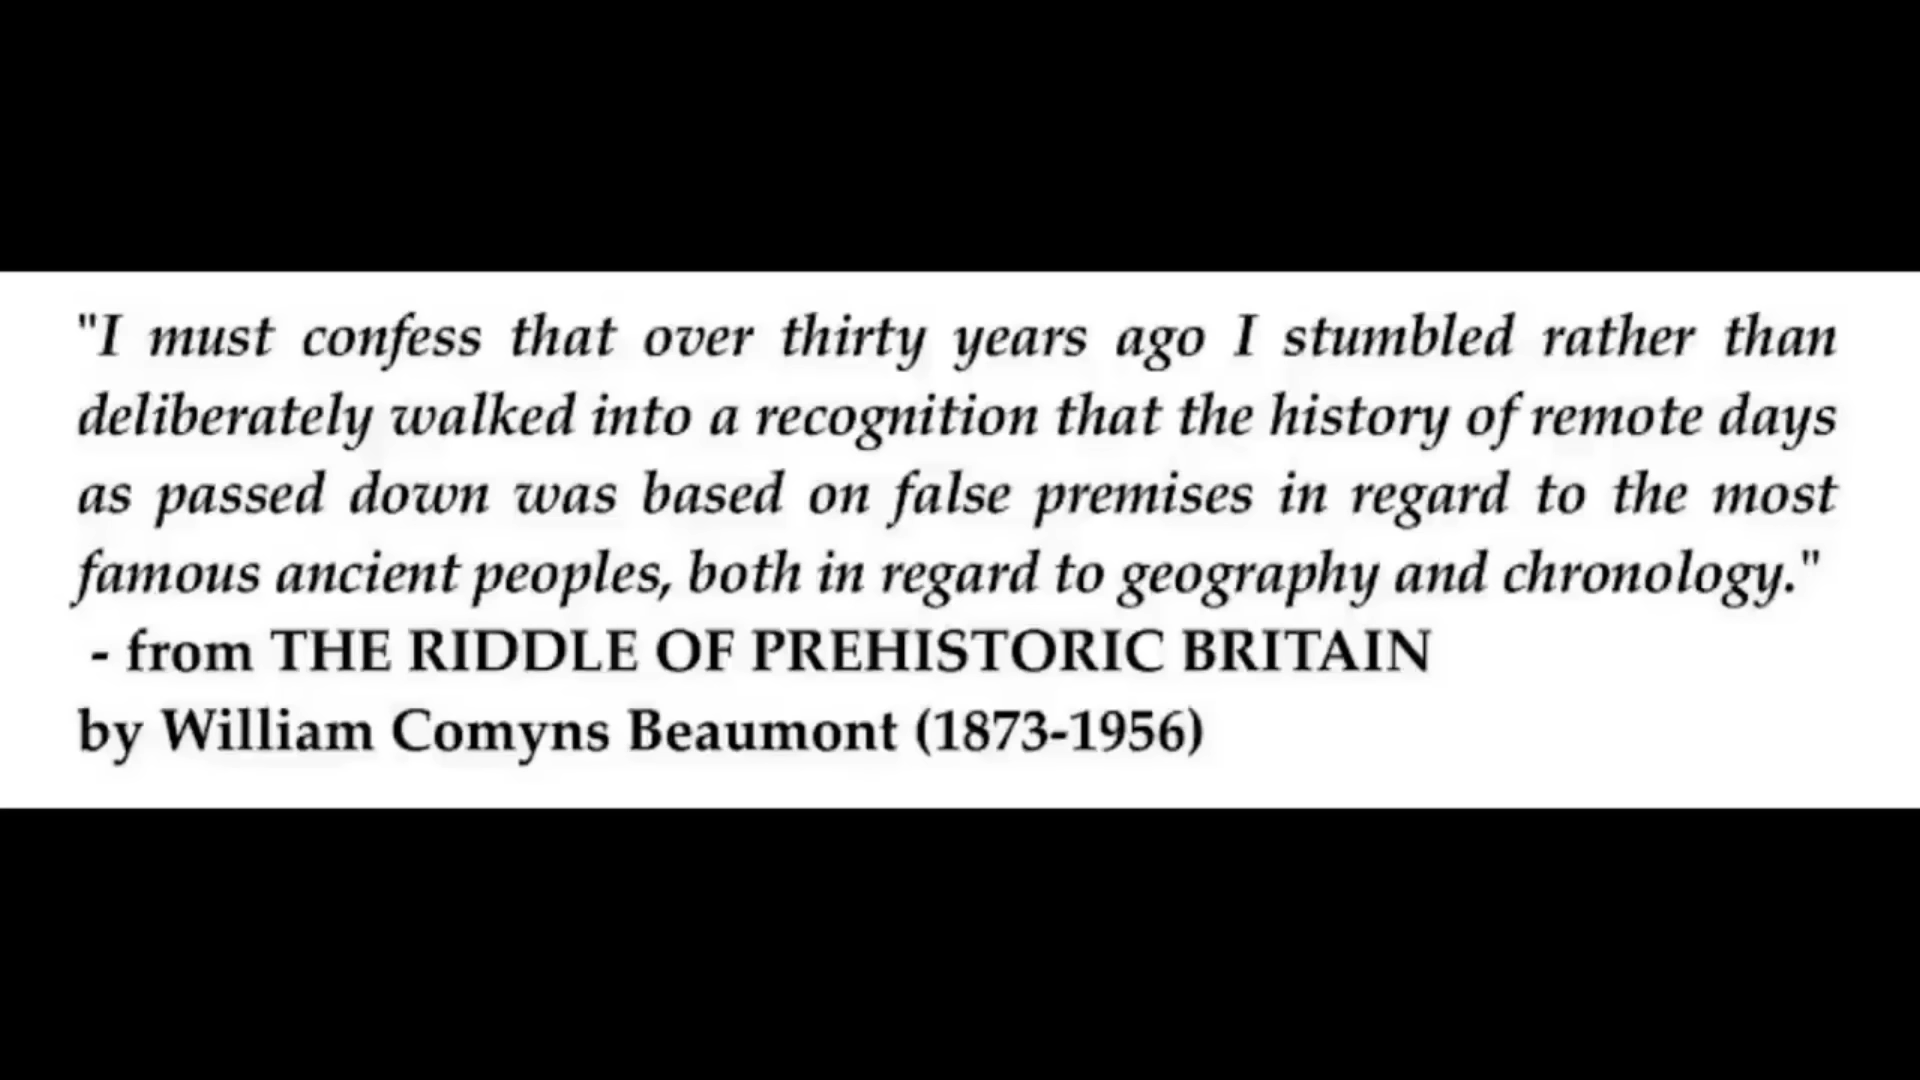 "I must confess that over thirty years ago I stumbled rather than
deliberately walked into a recognition that the history of remote days
as passed down was based on false premises in regard to the most
famous ancient peoples, both in regard to geography and chronology."
- from THE RIDDLE OF PREHISTORIC BRITAIN
by William Comyns Beaumont (1873-1956)